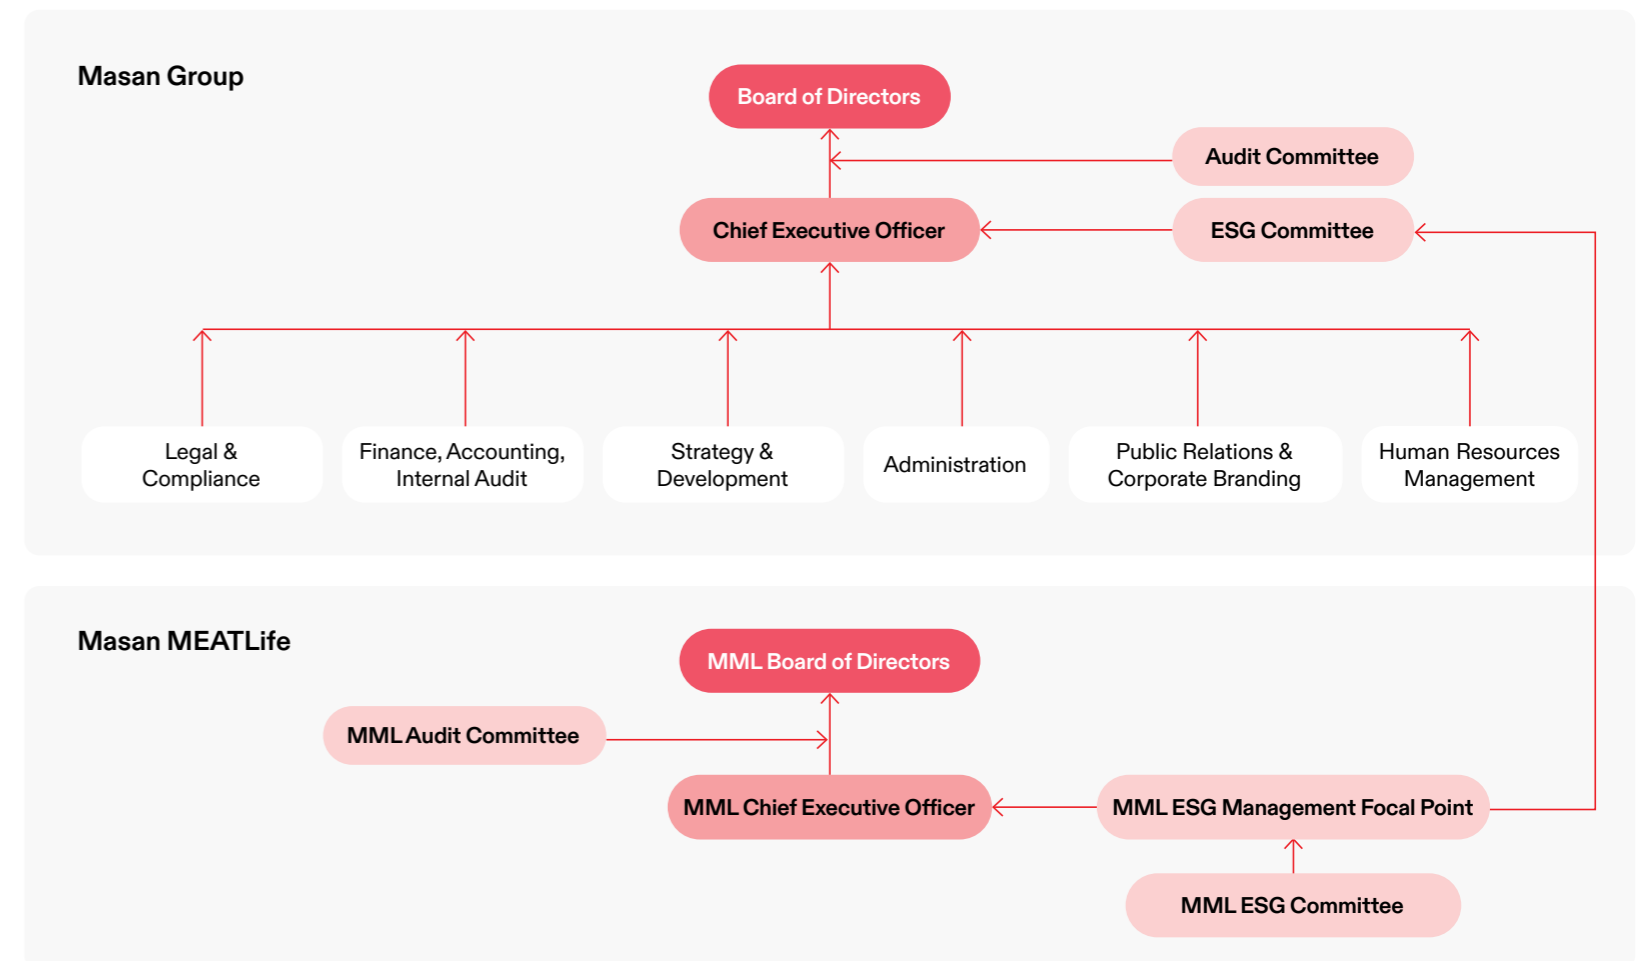 Masan Group
Board of Directors
Audit Committee
Chief Executive Officer
ESG Committee
Legal &
Compliance
Finance, Accounting,
Internal Audit
Strategy &
Development
Administration
Public Relations &
Corporate Branding
Human Resources
Management
Masan MEATLife
MML Board of Directors
MML Audit Committee
MML Chief Executive Officer
MML ESG Management Focal Point
MML ESG Committee